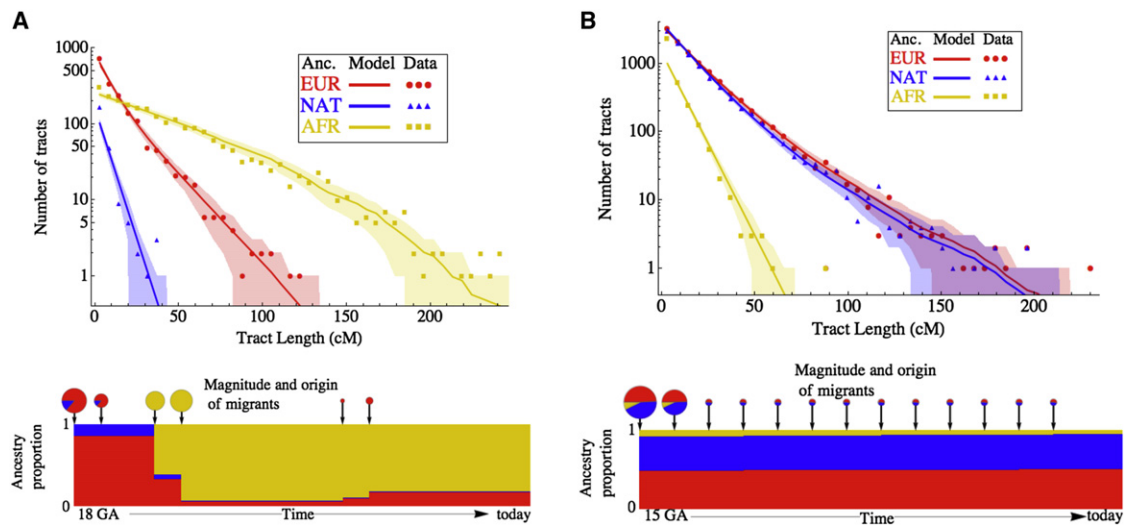 A
1000
500
100
50
10
5
1
Number of tracts
Anc. Model Data
EUR
NAT
AFR
0 50 100 150 200
Tract Length (cM)
Magnitude and origin
of migrants
1
0
Ancestry
proportion
18 GA Time today
B
1000
100
10
1
Number of tracts
Anc. Model Data
EUR
NAT
AFR
0 50 100 150 200
Tract Length (cM)
Magnitude and origin
of migrants
1
0
Ancestry
proportion
15 GA Time today